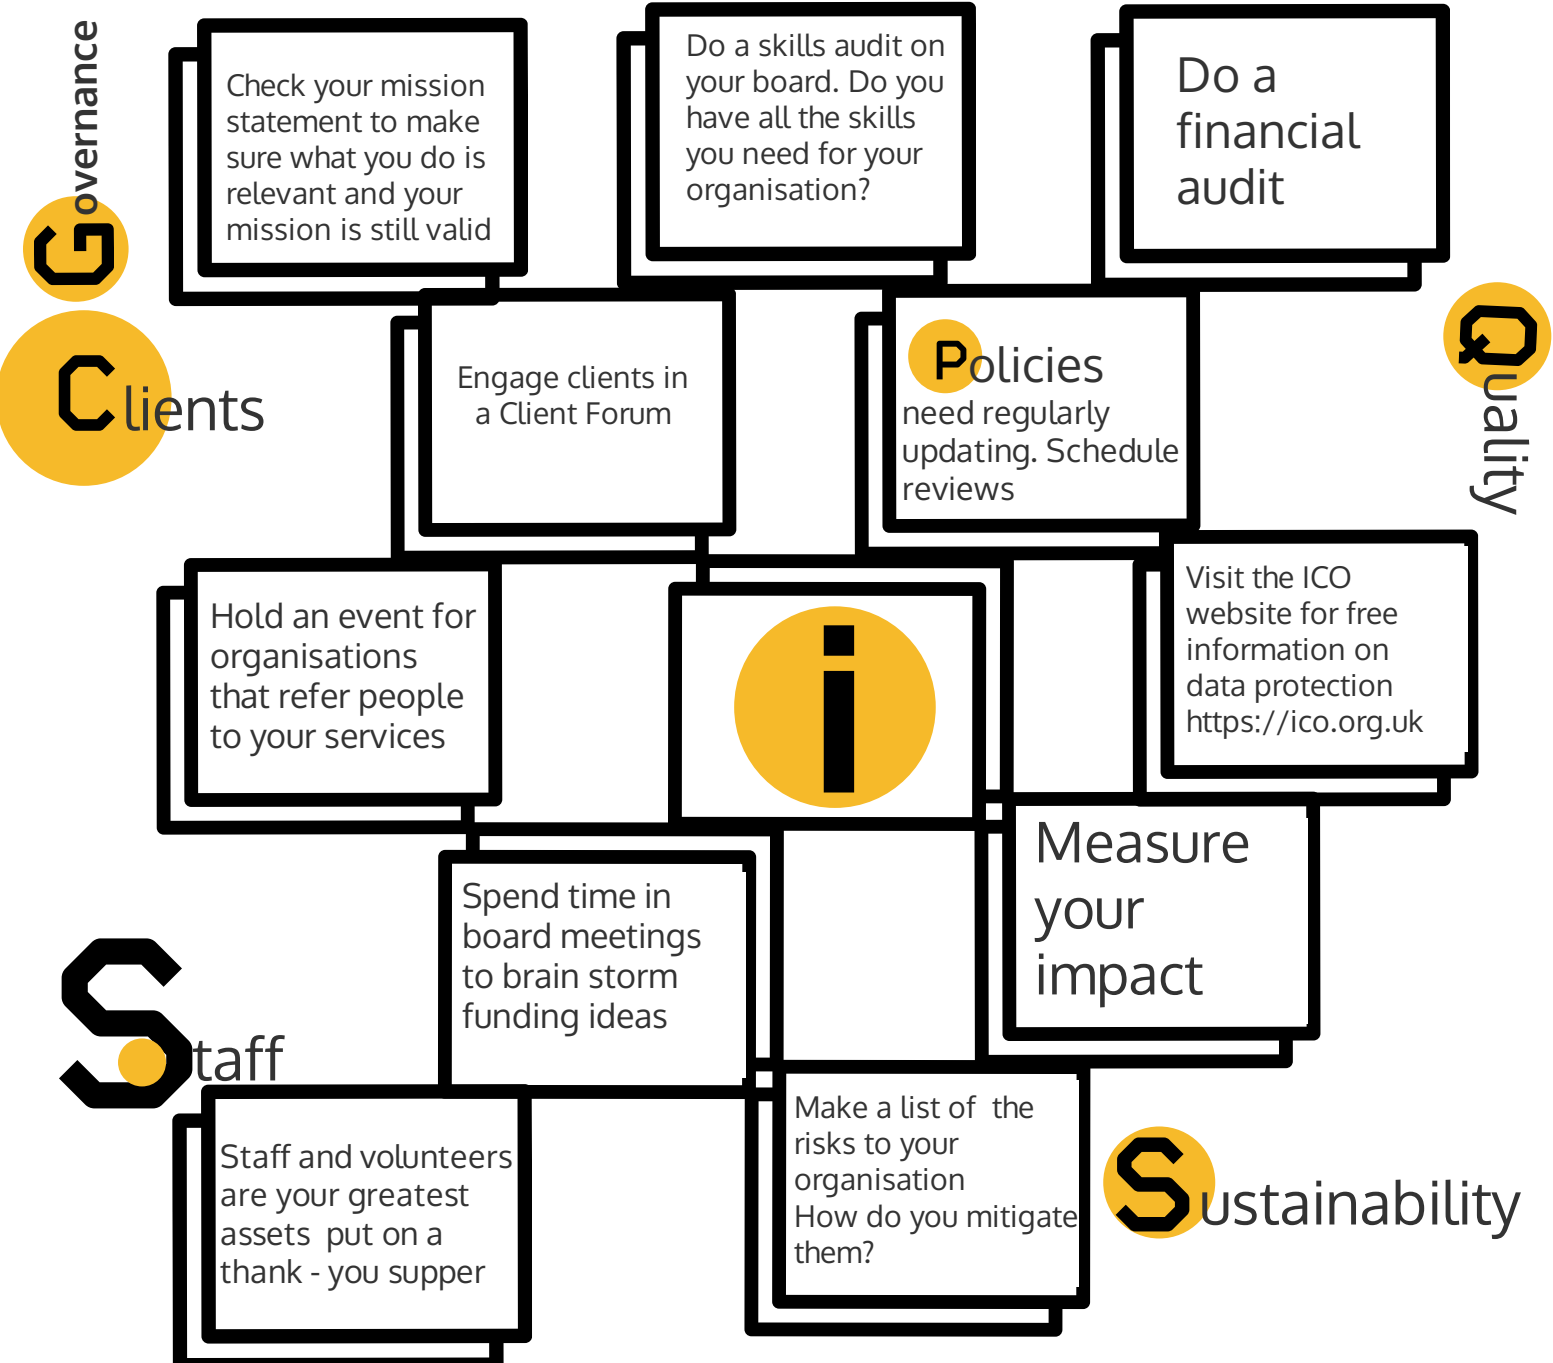 Governance
Check your mission
statement to make
sure what you do is
relevant and your
mission is still valid
Do a skills audit on
your board. Do you
have all the skills
you need for your
organisation?
Do a
financial
audit
Clients
Engage clients in
a Client Forum
Policies
need regularly
updating. Schedule
reviews
Quality
Hold an event for
organisations
that refer people
to your services
i
Visit the ICO
website for free
information on
data protection
https://ico.org.uk
Spend time in
board meetings
to brain storm
funding ideas
Measure
your
impact
Staff
Staff and volunteers
are your greatest
assets  put on a
thank - you supper
Make a list of  the
risks to your
organisation
How do you mitigate
them?
Sustainability